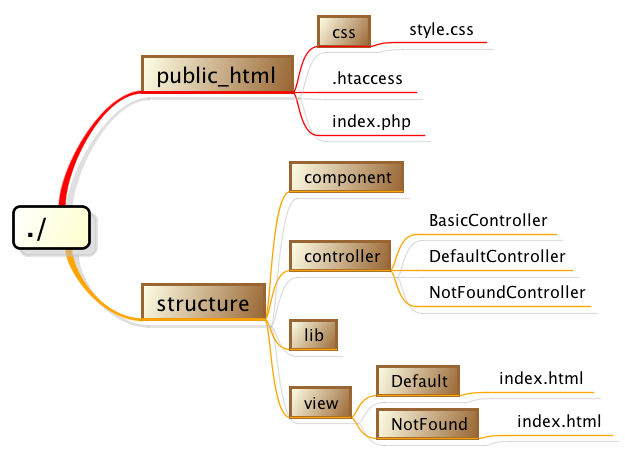 ./
public_html
css
style.css
.htaccess
index.php
structure
component
controller
BasicController
DefaultController
NotFoundController
lib
view
Default
index.html
NotFound
index.html